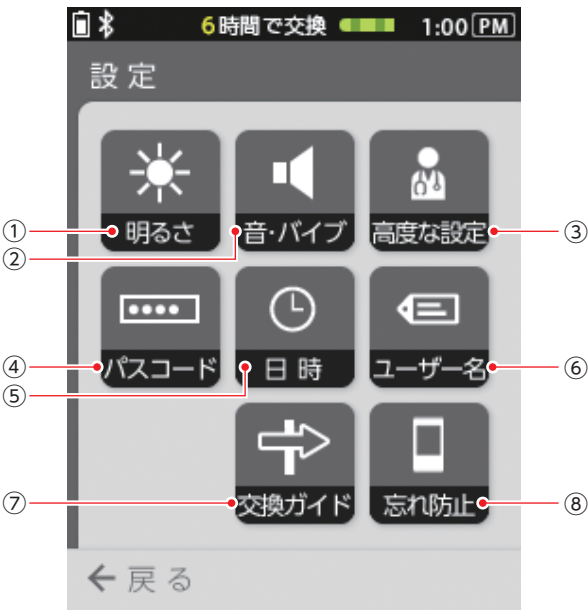 6時間で交換 1:00 PM
設定
① 明るさ
② 音・バイブ
③ 高度な設定
④ パスコード
⑤ 日時
⑥ ユーザー名
⑦ 交換ガイド
⑧ 忘れ防止
戻る